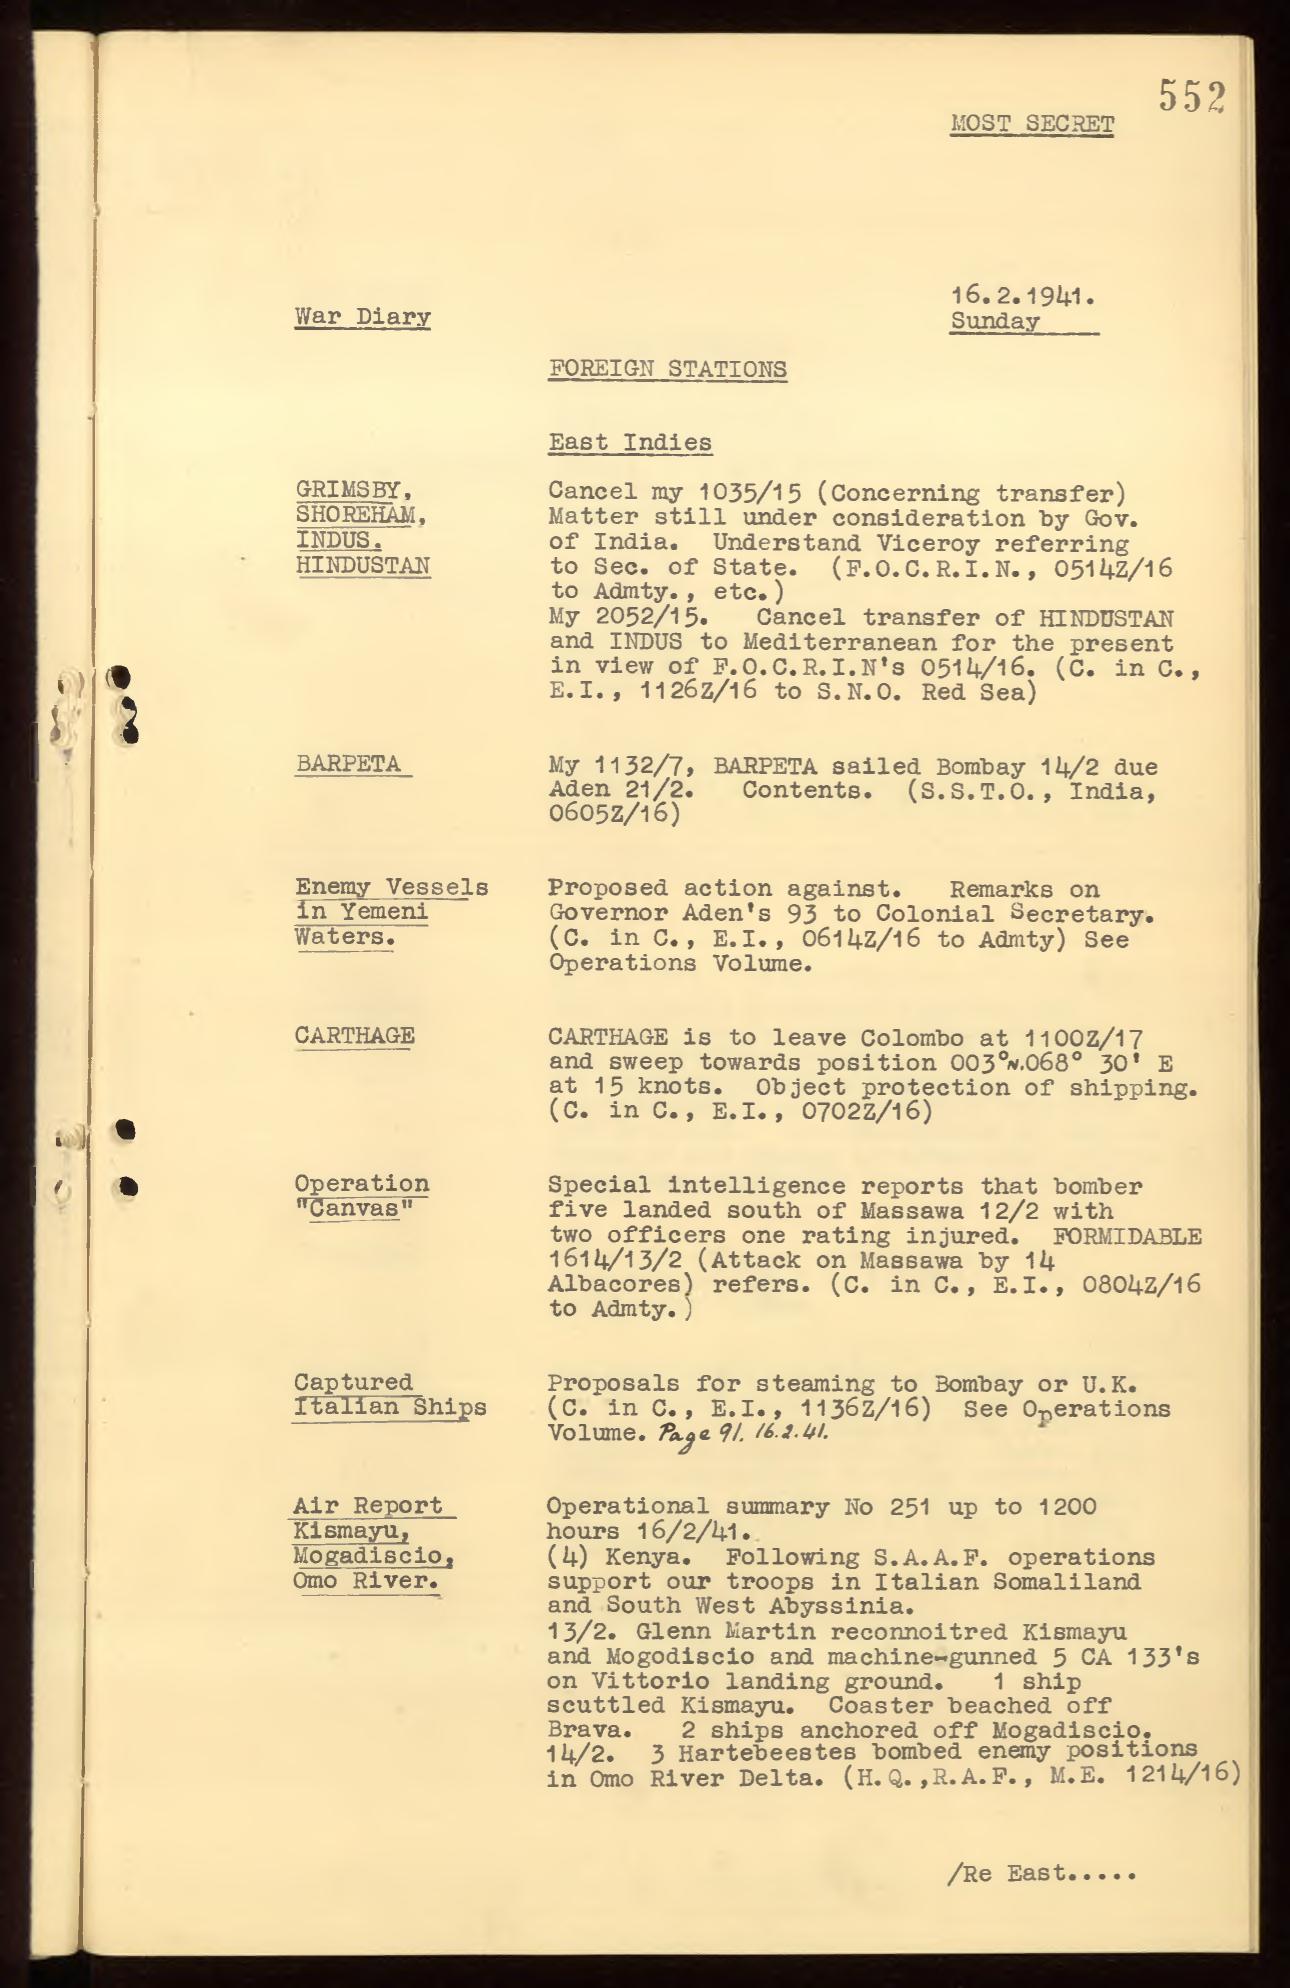 552
MOST SECRET
16.2.1941.
War Diary
Sunday
FOREIGN STATIONS
East Indies
GRIMSBY,
SHOREHAM,
INDUS.
HINDUSTAN
Cancel my 1035/15 (Concerning transfer)
Matter still under consideration by Gov.
of India. Understand Viceroy referring
to Sec. of State. (F.O.C.R.I.N., 0514Z/16
to Admty., etc.)
My 2052/15. Cancel transfer of HINDUSTAN
and INDUS to Mediterranean for the present
in view of F.O.C.R.I.N's 0514/16. (C. in C.,
E.I., 1126Z/16 to S.N.O. Red Sea)
BARPETA
My 1132/7, BARPETA sailed Bombay 14/2 due
Aden 21/2. Contents. (S.S.T.O., India,
0605Z/16)
Enemy Vessels
in Yemeni
Waters.
Proposed action against. Remarks on
Governor Aden's 93 to Colonial Secretary.
(C. in C., E.I., 0614Z/16 to Admty) See
Operations Volume.
CARTHAGE
CARTHAGE is to leave Colombo at 1100Z/17
and sweep towards position 003°N.068° 30' E
at 15 knots. Object protection of shipping.
(C. in C., E.I., 0702Z/16)
Operation
"Canvas"
Special intelligence reports that bomber
five landed south of Massawa 12/2 with
two officers one rating injured. FORMIDABLE
1614/13/2 (Attack on Massawa by 14
Albacores) refers. (C. in C., E.I., 0804Z/16
to Admty.)
Captured
Italian Ships
Proposals for steaming to Bombay or U.K.
(C. in C., E.I., 1136Z/16) See Operations
Volume. Page 91. 16.2.41.
Air Report
Kismayu,
Mogadiscio,
Omo River.
Operational summary No 251 up to 1200
hours 16/2/41.
(4) Kenya. Following S.A.A.F. operations
support our troops in Italian Somaliland
and South West Abyssinia.
13/2. Glenn Martin reconnoitred Kismayu
and Mogodiscio and machine-gunned 5 CA 133's
on Vittorio landing ground. 1 ship
scuttled Kismayu. Coaster beached off
Brava. 2 ships anchored off Mogadiscio.
14/2. 3 Hartebeestes bombed enemy positions
in Omo River Delta. (H.Q.,R.A.F., M.E. 1214/16)
/Re East.....